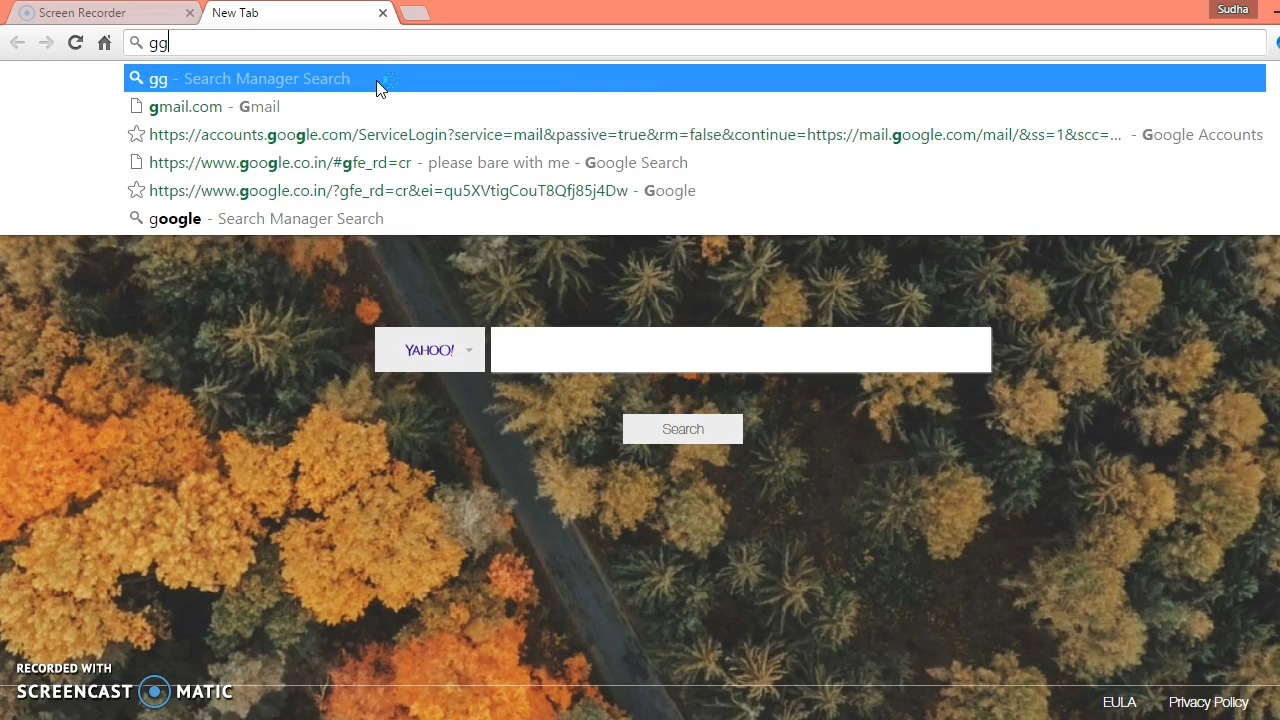 Screen Recorder
New Tab
Sudha
gg
gg - Search Manager Search
gmail.com - Gmail
https://accounts.google.com/ServiceLogin?service=mail&passive=true&rm=false&continue=https://mail.google.com/mail/&ss=1&scc=... - Google Accounts
https://www.google.co.in/#gfe_rd=cr - please bare with me - Google Search
https://www.google.co.in/?gfe_rd=cr&ei=qu5XVtigCouT8Qfj85j4Dw - Google
google - Search Manager Search
YAHOO!
Search
RECORDED WITH
SCREENCAST MATIC
EULA Privacy Policy